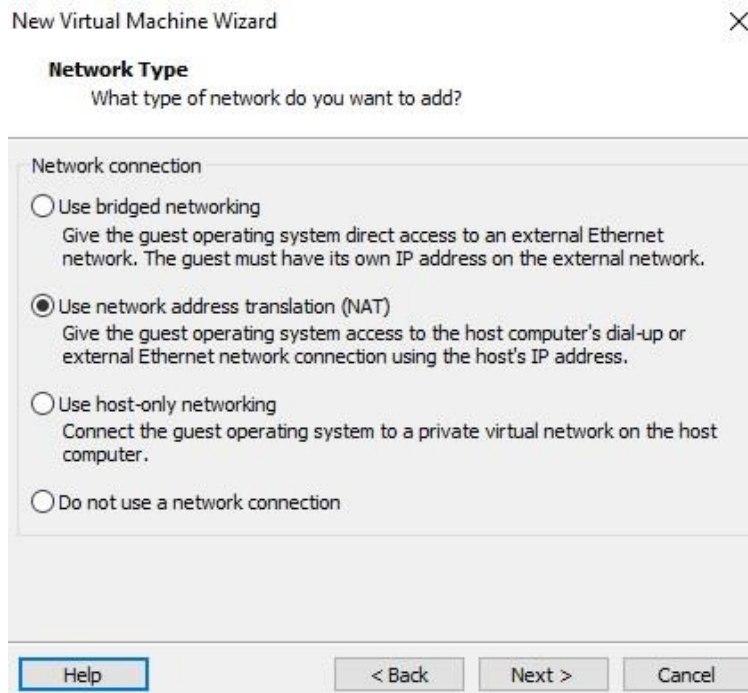 New Virtual Machine Wizard
Network Type
What type of network do you want to add?
Network connection
Use bridged networking
Give the guest operating system direct access to an external Ethernet
network. The guest must have its own IP address on the external network.
Use network address translation (NAT)
Give the guest operating system access to the host computer's dial-up or
external Ethernet network connection using the host's IP address.
Use host-only networking
Connect the guest operating system to a private virtual network on the host
computer.
Do not use a network connection
Help < Back Next > Cancel